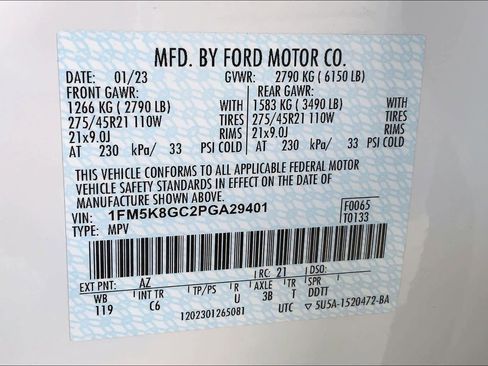 MFD. BY FORD MOTOR CO.
DATE: 01/23 GVWR: 2790 KG ( 6150 LB)
FRONT GAWR: REAR GAWR:
1266 KG ( 2790 LB) WITH 1583 KG ( 3490 LB) WITH
275/45R21 110W TIRES 275/45R21 110W TIRES
21x9.0J RIMS 21x9.0J RIMS
AT 230 kPa/ 33 PSI COLD AT 230 kPa/ 33 PSI COLD
THIS VEHICLE CONFORMS TO ALL APPLICABLE FEDERAL MOTOR
VEHICLE SAFETY STANDARDS IN EFFECT ON THE DATE OF
MANUFACTURE SHOWN ABOVE.
VIN: 1FM5K8GC2PGA29401 F0065
TYPE: MPV T0133
EXT PNT: AZ RC: 21 DSO:
WB INT TR TP/PS R AXLE TR SPR
119 C6 U 3B T DDTT
1202301265081 UTC 5U5A-1520472-BA